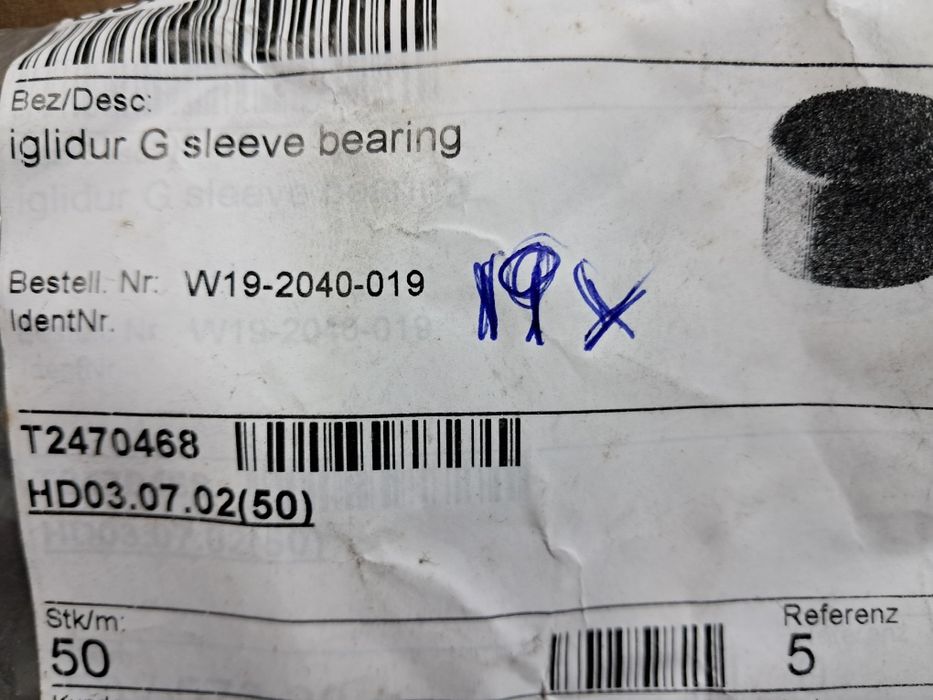 Bez/Desc:
iglidur G sleeve bearing
Bestell. Nr: W19-2040-019
19 x
IdentNr.
T2470468
HD03.07.02(50)
Stk/m:
50
Referenz
5